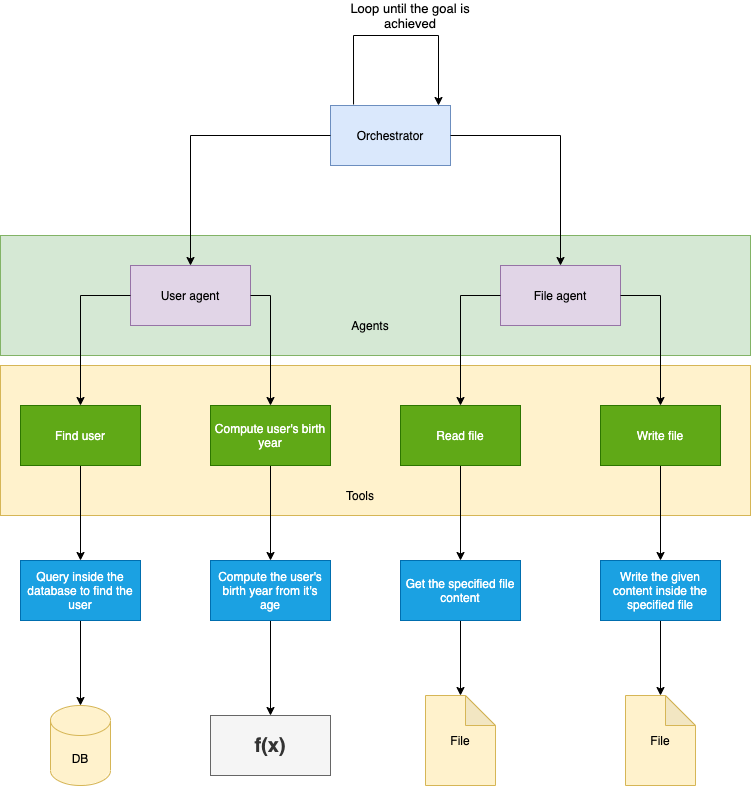 Loop until the goal is
achieved
Orchestrator
User agent
File agent
Agents
Find user
Compute user's birth
year
Read file
Write file
Tools
Query inside the
database to find the
user
Compute the user's
birth year from it's
age
Get the specified file
content
Write the given
content inside the
specified file
DB
f(x)
File
File